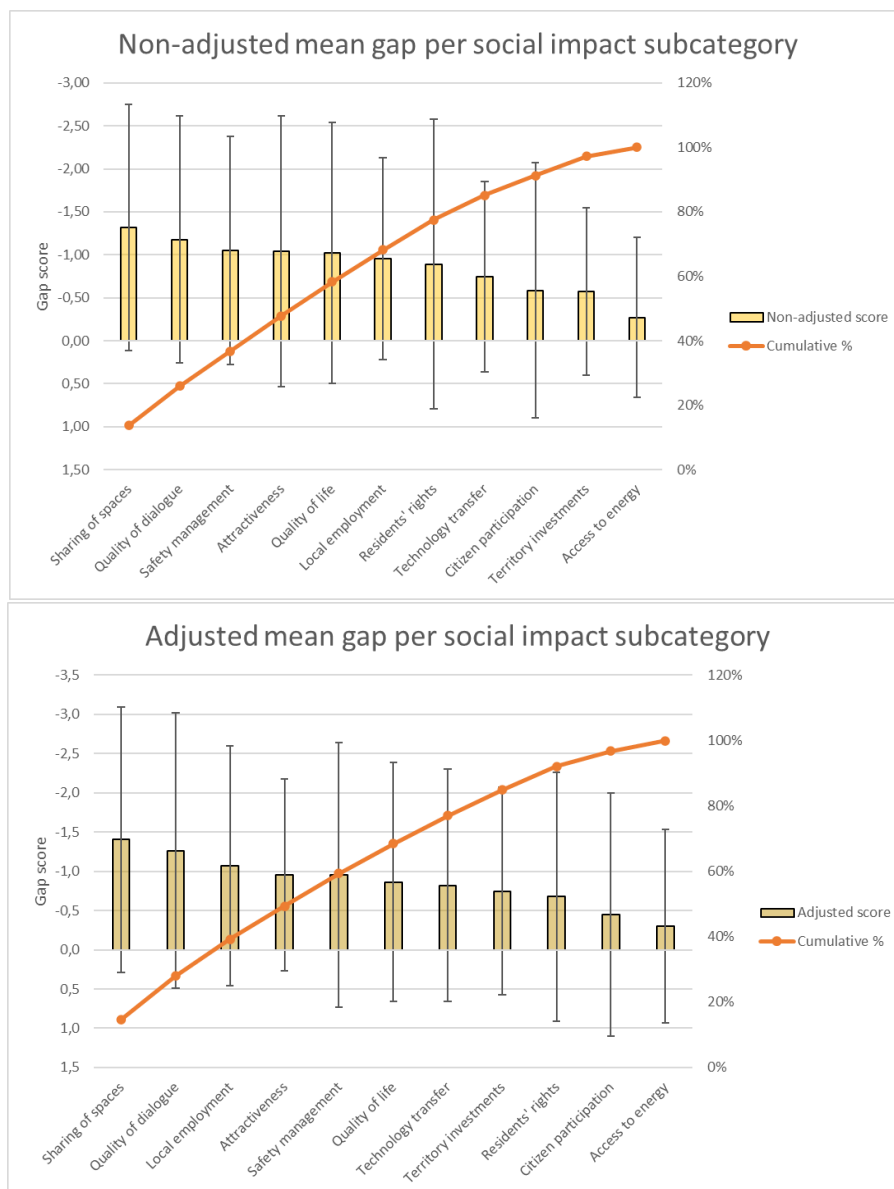 Non-adjusted mean gap per social impact subcategory
-3,00
-2,50
-2,00
-1,50
-1,00
-0,50
0,00
0,50
1,00
1,50
Gap score
120%
100%
80%
60%
40%
20%
0%
Non-adjusted score
Cumulative %
Sharing of spaces
Quality of dialogue
Safety management
Attractiveness
Quality of life
Local employment
Residents' rights
Technology transfer
Citizen participation
Territory investments
Access to energy
Adjusted mean gap per social impact subcategory
-3,5
-3,0
-2,5
-2,0
-1,5
-1,0
-0,5
0,0
0,5
1,0
1,5
Gap score
120%
100%
80%
60%
40%
20%
0%
Adjusted score
Cumulative %
Sharing of spaces
Quality of dialogue
Local employment
Attractiveness
Safety management
Quality of life
Technology transfer
Territory investments
Residents' rights
Citizen participation
Access to energy